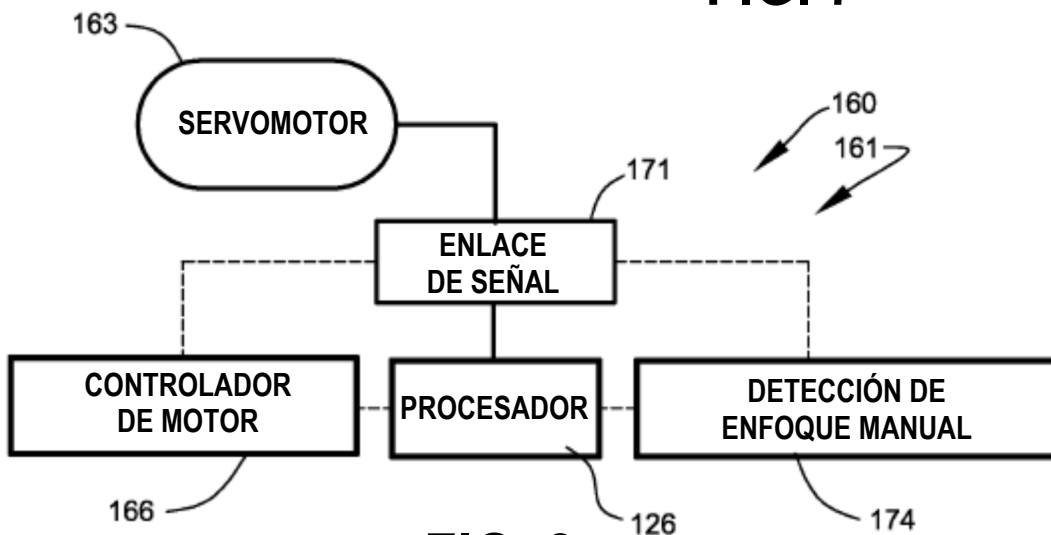 163
SERVOMOTOR
160
161
171
ENLACE
DE SEÑAL
CONTROLADOR
DE MOTOR
PROCESADOR
DETECCIÓN DE
ENFOQUE MANUAL
166
126
174